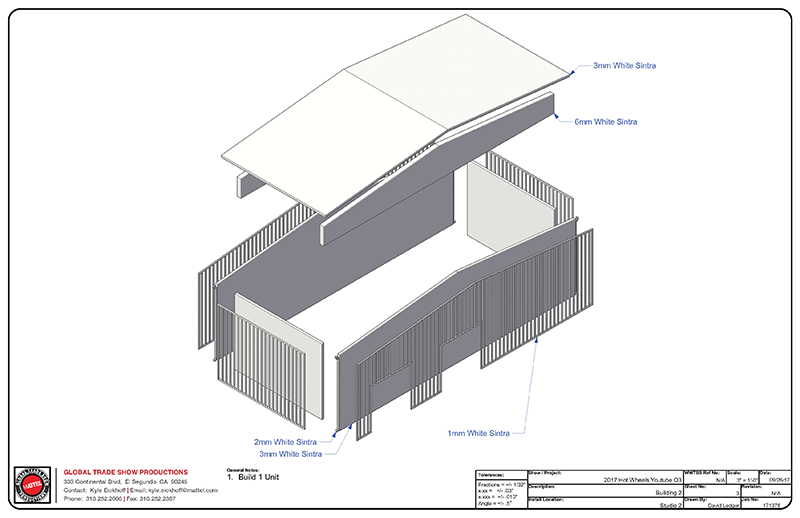 3mm White Sintra
6mm White Sintra
1mm White Sintra
2mm White Sintra
3mm White Sintra
MATTEL
GLOBAL TRADE SHOW PRODUCTIONS
333 Continental Blvd, El Segundo CA 90245
Contact: Kyle Eickhoff | Email: kyle.eickhoff@mattel.com
Phone: 310.252.2000 | Fax: 310.252.2357
General Notes:
1. Build 1 Unit
Tolerances:
Fractions = +/- 1/32"
x.xx = +/- .03"
x.xxx = +/- .010"
Angle = +/- .5°
Show / Project:
2017 Hot Wheels Youtube Q3
Description:
Building 2
Install Location:
Studio 2
WWTSS Ref No:
N/A
Scale:
3" = 1'-0"
Date:
Sheet No:
3
Revision:
N/A
Drawn By:
David Ledger
Job No:
171376